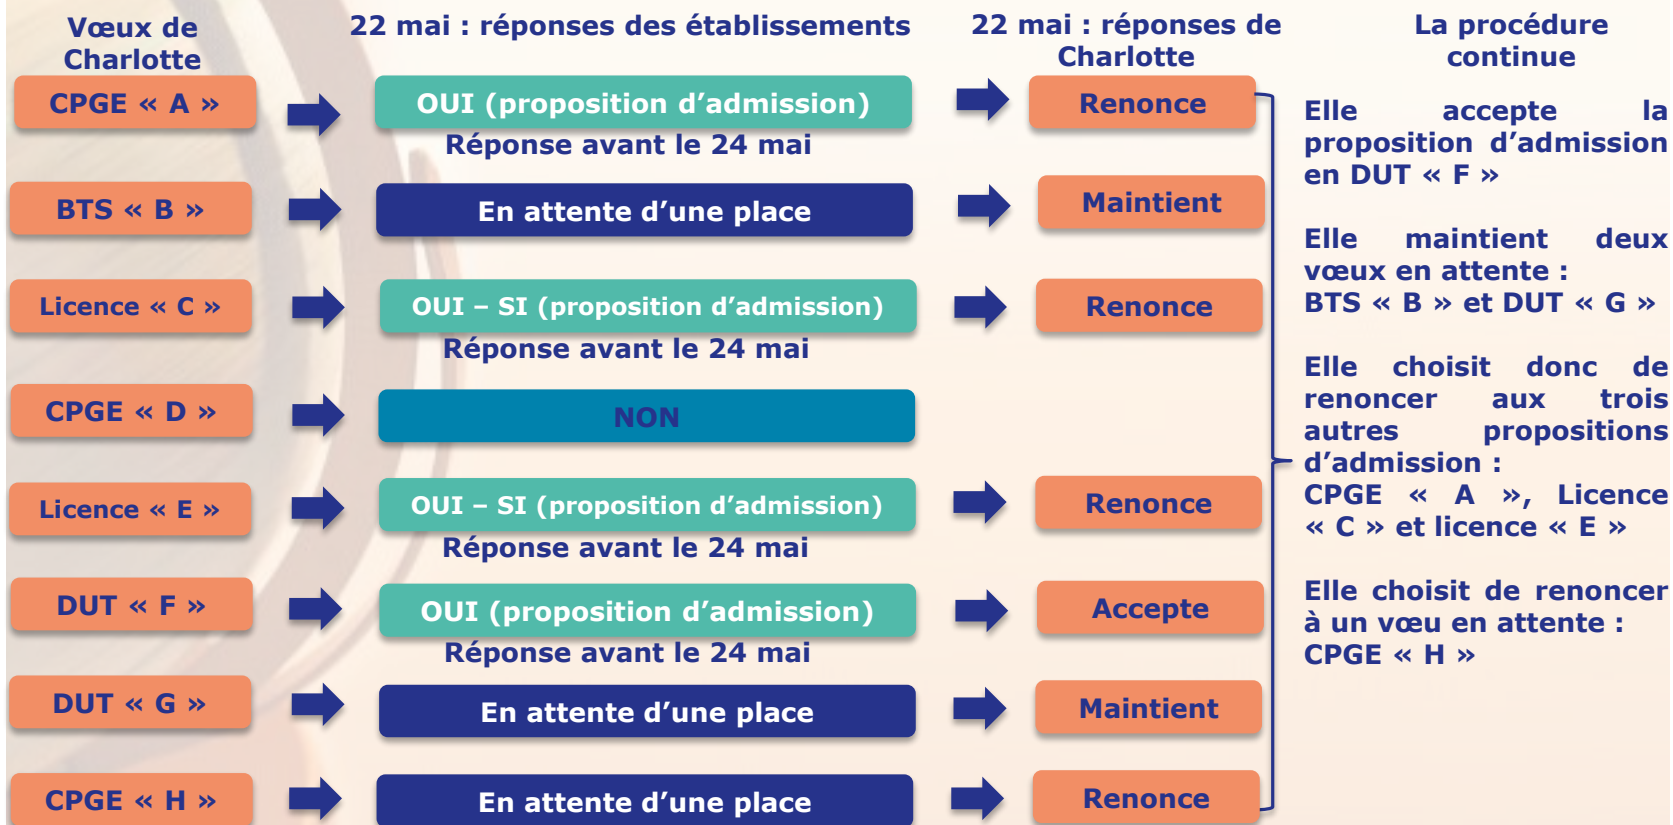 Vœux de
Charlotte
22 mai : réponses des établissements
22 mai : réponses de
Charlotte
La procédure
continue
CPGE « A »
OUI (proposition d'admission)
Réponse avant le 24 mai
Renonce
BTS « B »
En attente d'une place
Maintient
Licence « C »
OUI – SI (proposition d'admission)
Réponse avant le 24 mai
Renonce
CPGE « D »
NON
Licence « E »
OUI – SI (proposition d'admission)
Réponse avant le 24 mai
Renonce
DUT « F »
OUI (proposition d'admission)
Réponse avant le 24 mai
Accepte
DUT « G »
En attente d'une place
Maintient
CPGE « H »
En attente d'une place
Renonce
Elle accepte la
proposition d'admission
en DUT « F »
Elle maintient deux
vœux en attente :
BTS « B » et DUT « G »
Elle choisit donc de
renoncer aux trois
autres propositions
d'admission :
CPGE « A », Licence
« C » et licence « E »
Elle choisit de renoncer
à un vœu en attente :
CPGE « H »